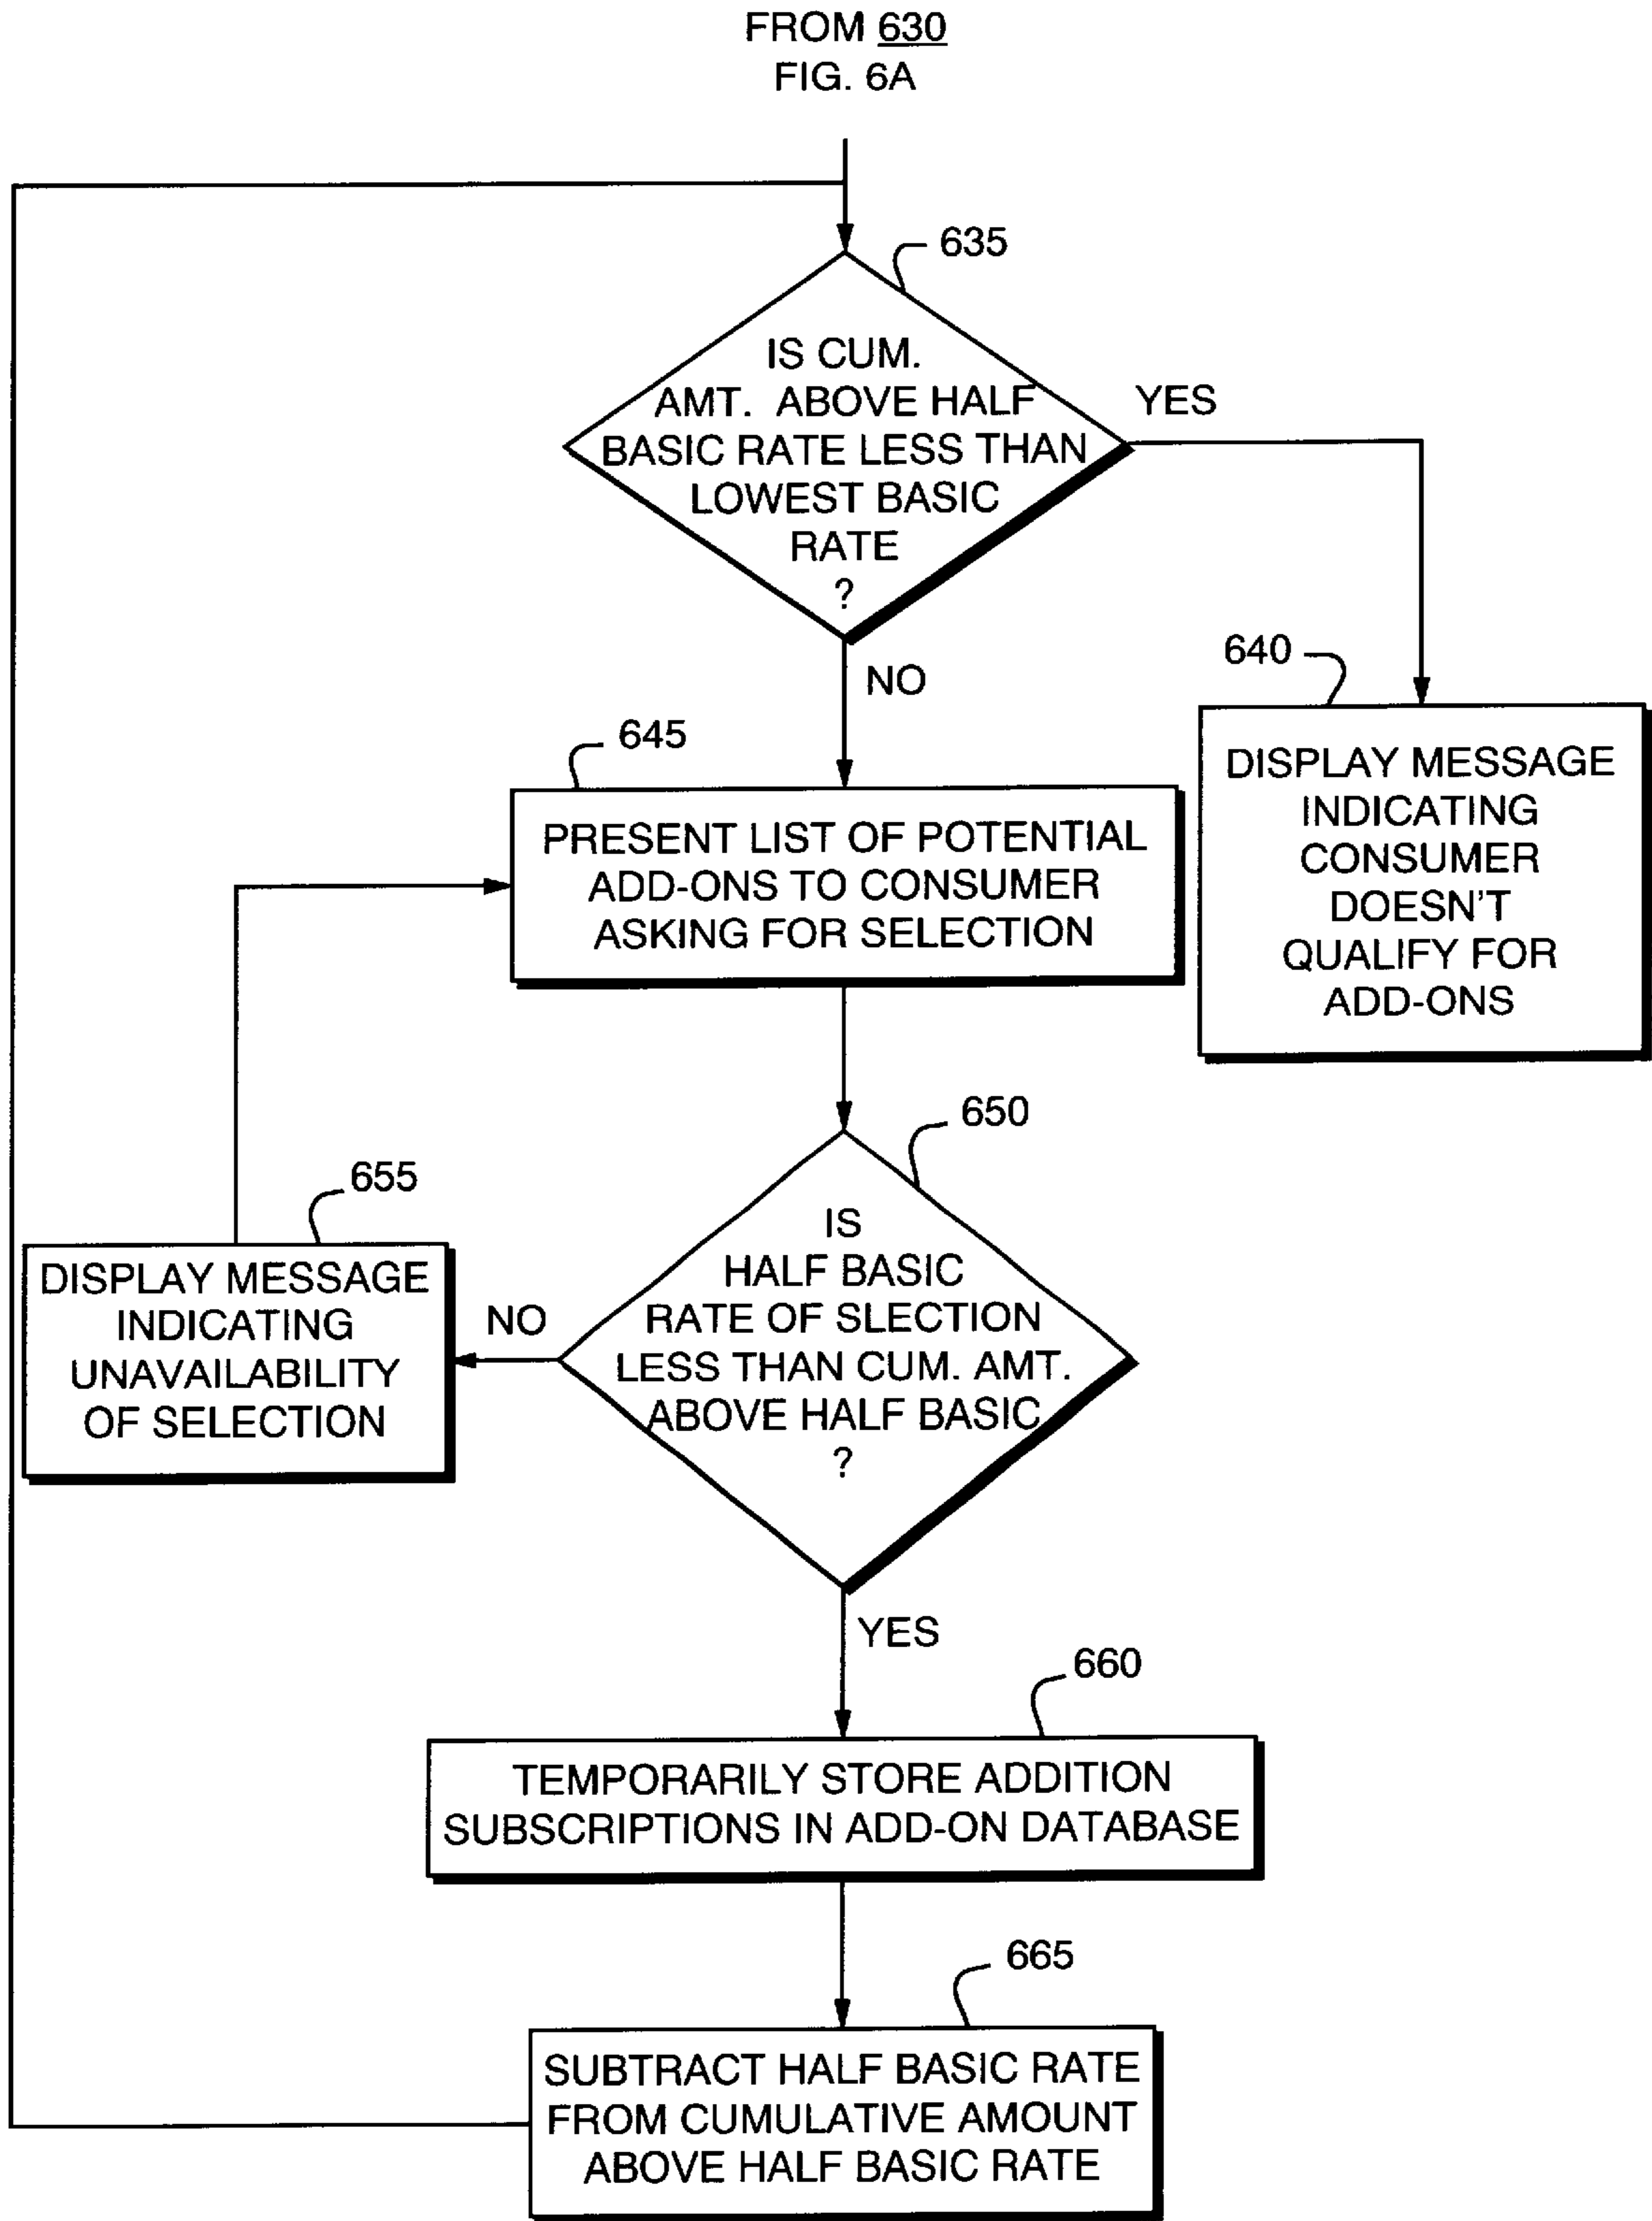 FROM 630
FIG. 6A
635
IS CUM.
AMT. ABOVE HALF
BASIC RATE LESS THAN
LOWEST BASIC
RATE
?
YES
NO
640
DISPLAY MESSAGE
INDICATING
CONSUMER
DOESN'T
QUALIFY FOR
ADD-ONS
645
PRESENT LIST OF POTENTIAL
ADD-ONS TO CONSUMER
ASKING FOR SELECTION
650
IS
HALF BASIC
RATE OF SLECTION
LESS THAN CUM. AMT.
ABOVE HALF BASIC
?
NO
655
DISPLAY MESSAGE
INDICATING
UNAVAILABILITY
OF SELECTION
YES
660
TEMPORARILY STORE ADDITION
SUBSCRIPTIONS IN ADD-ON DATABASE
665
SUBTRACT HALF BASIC RATE
FROM CUMULATIVE AMOUNT
ABOVE HALF BASIC RATE